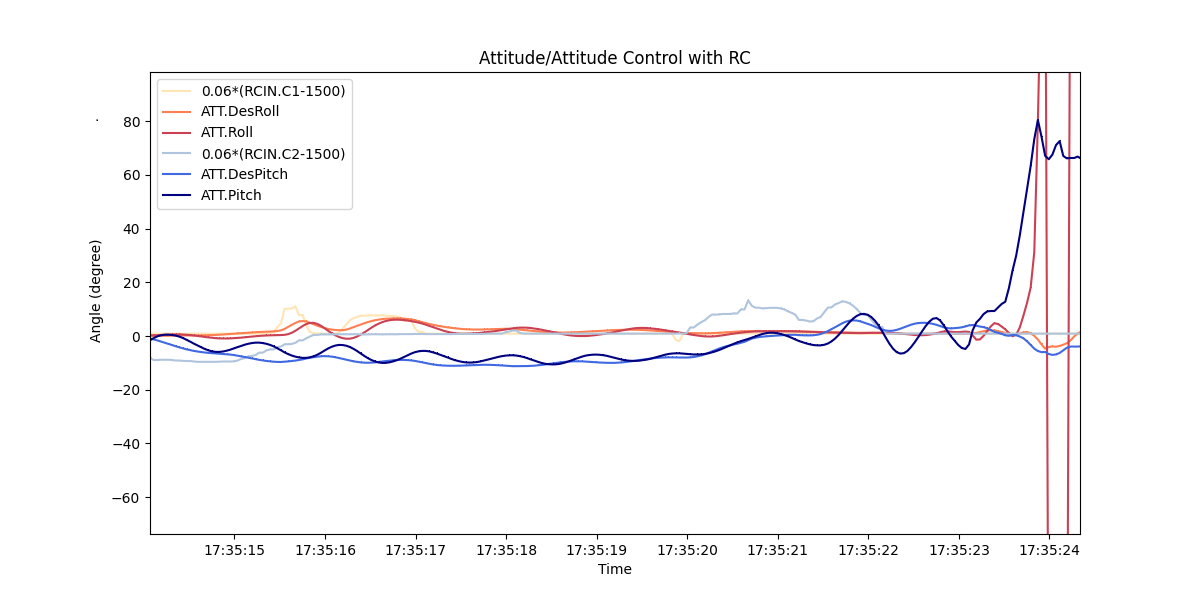 Attitude/Attitude Control with RC
0.06*(RCIN.C1-1500)
ATT.DesRoll
ATT.Roll
0.06*(RCIN.C2-1500)
ATT.DesPitch
ATT.Pitch
Angle (degree)
80
60
40
20
0
−20
−40
−60
17:35:15 17:35:16 17:35:17 17:35:18 17:35:19 17:35:20 17:35:21 17:35:22 17:35:23 17:35:24
Time